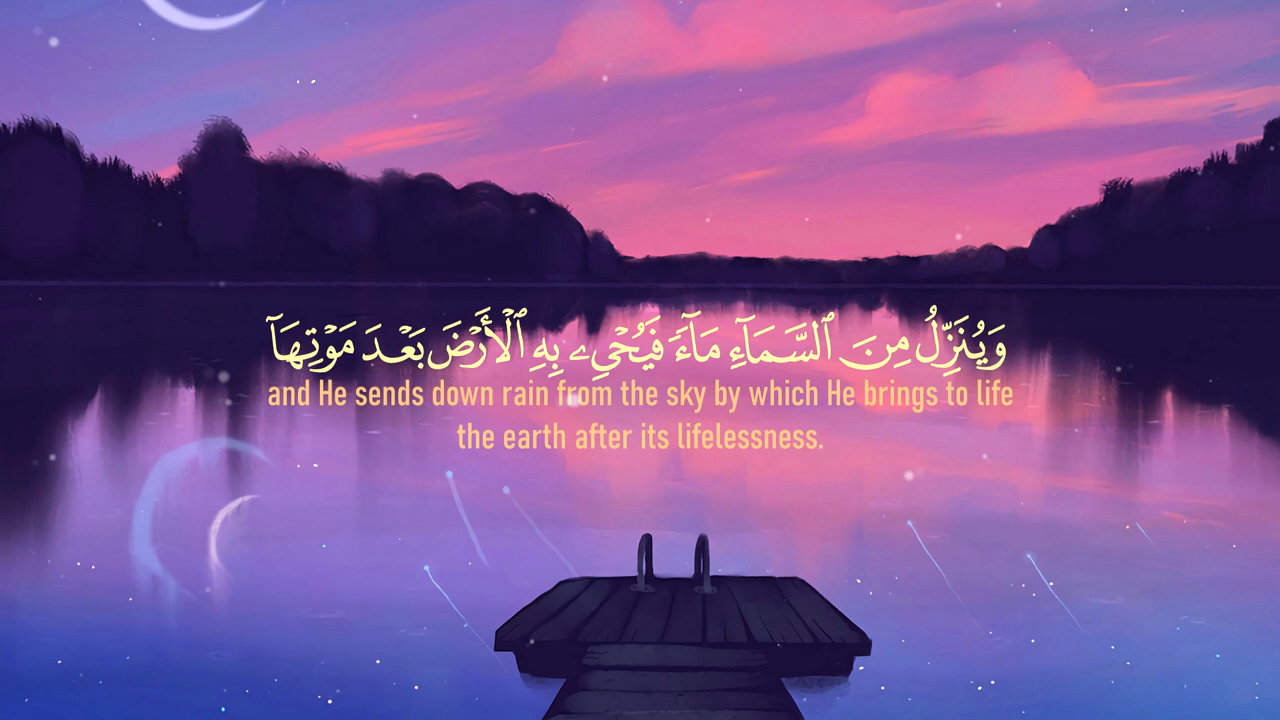 وَيُنَزِّلُ مِنَ ٱلسَّمَآءِ مَآءً فَيُحْىِۦ بِهِ ٱلْأَرْضَ بَعْدَ مَوْتِهَآ
and He sends down rain from the sky by which He brings to life
the earth after its lifelessness.